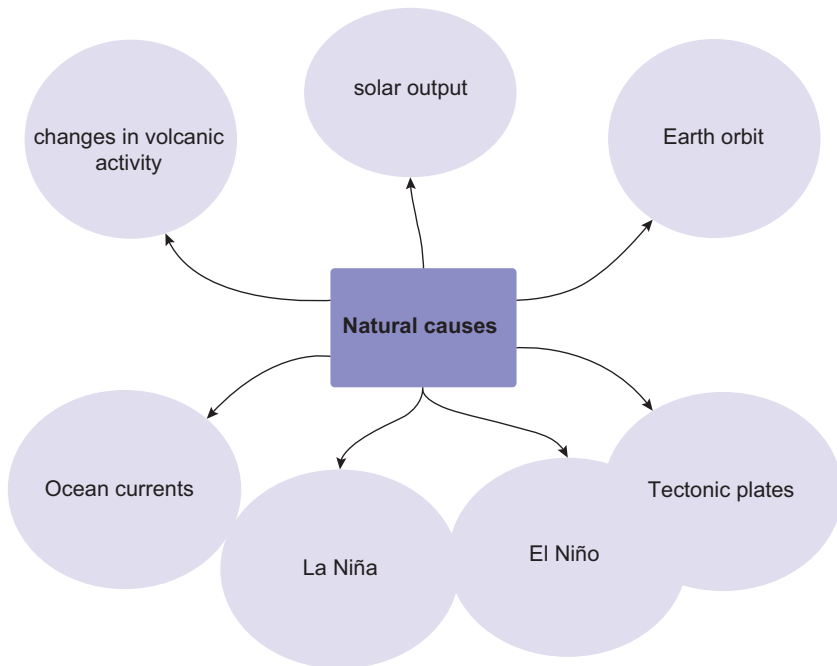 solar output
changes in volcanic
activity
Earth orbit
Natural causes
Ocean currents
Tectonic plates
La Niña
El Niño